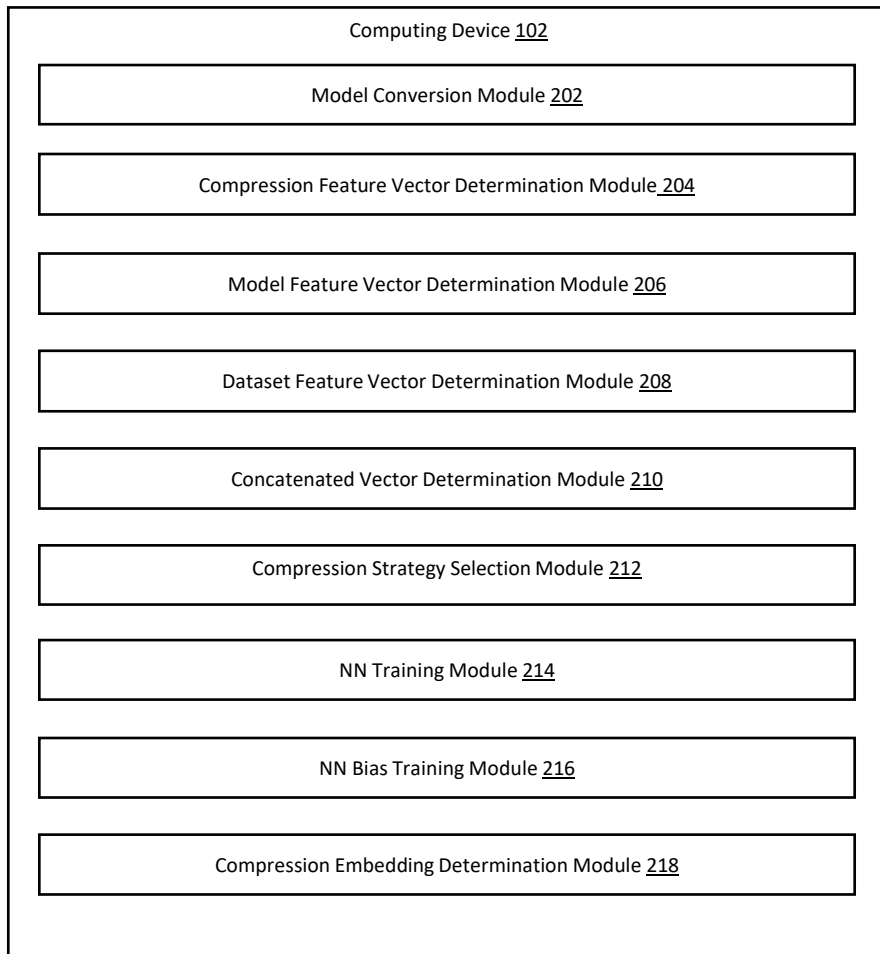 Computing Device 102
Model Conversion Module 202
Compression Feature Vector Determination Module 204
Model Feature Vector Determination Module 206
Dataset Feature Vector Determination Module 208
Concatenated Vector Determination Module 210
Compression Strategy Selection Module 212
NN Training Module 214
NN Bias Training Module 216
Compression Embedding Determination Module 218